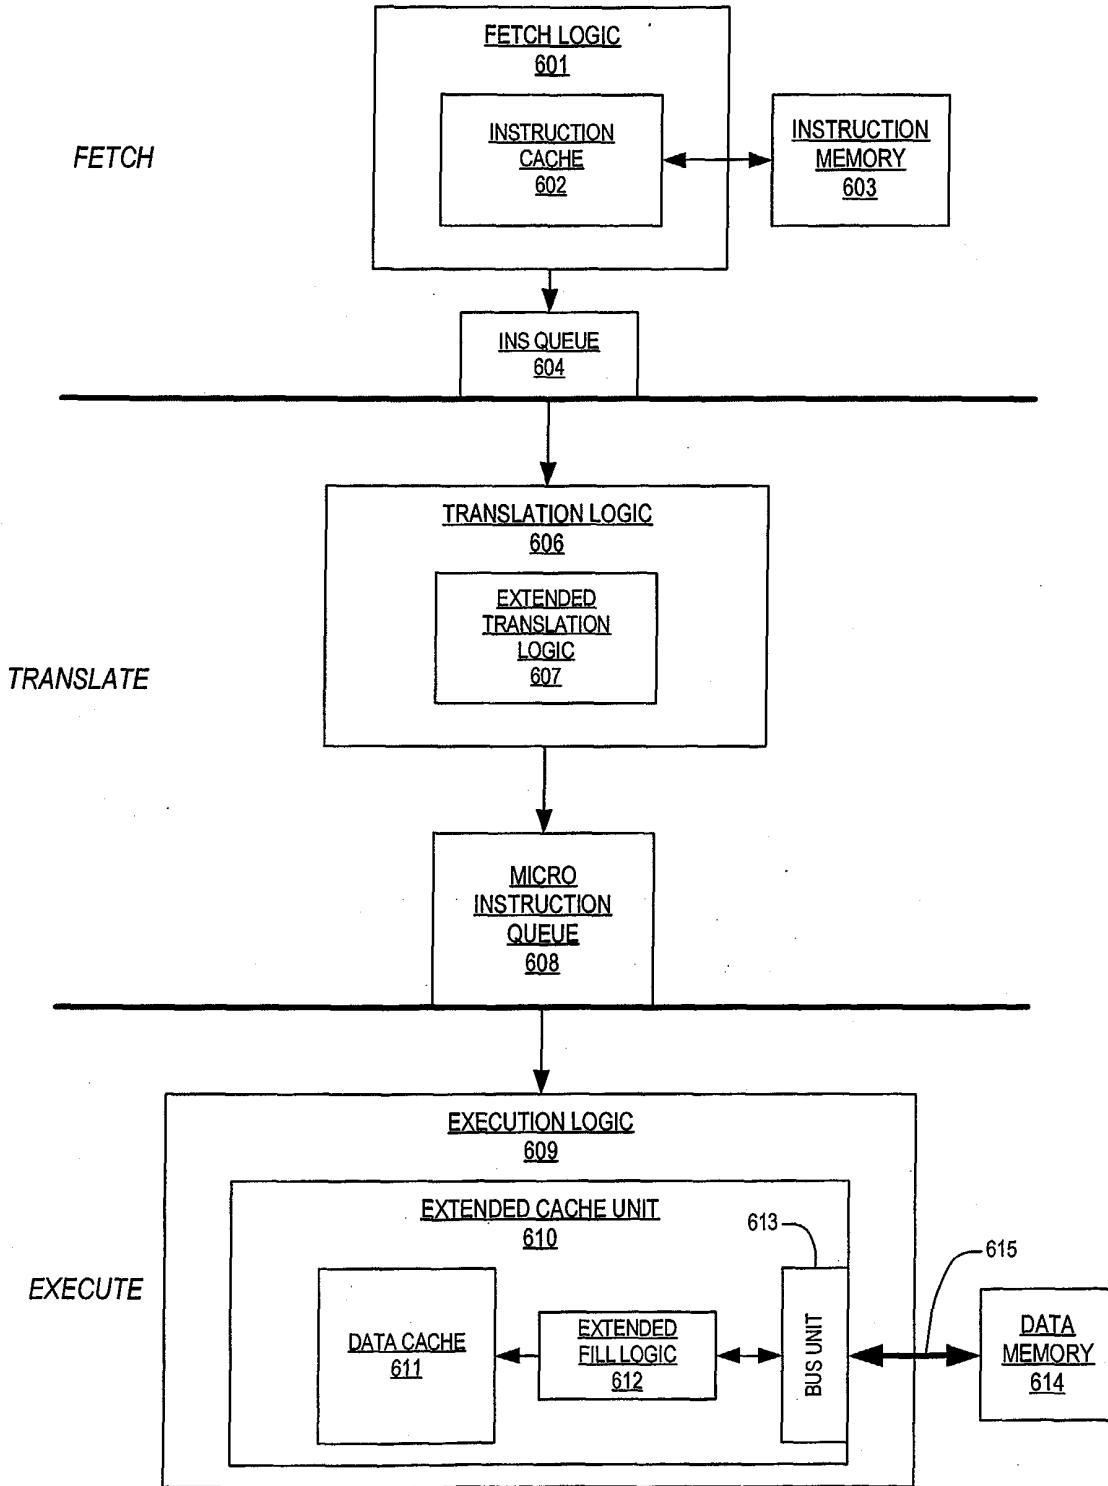 FETCH LOGIC
601
INSTRUCTION
CACHE
602
INSTRUCTION
MEMORY
603
FETCH
INS QUEUE
604
TRANSLATION LOGIC
606
EXTENDED
TRANSLATION
LOGIC
607
TRANSLATE
MICRO
INSTRUCTION
QUEUE
608
EXECUTION LOGIC
609
EXTENDED CACHE UNIT
610
613
615
EXECUTE
DATA CACHE
611
EXTENDED
FILL LOGIC
612
BUS UNIT
DATA
MEMORY
614